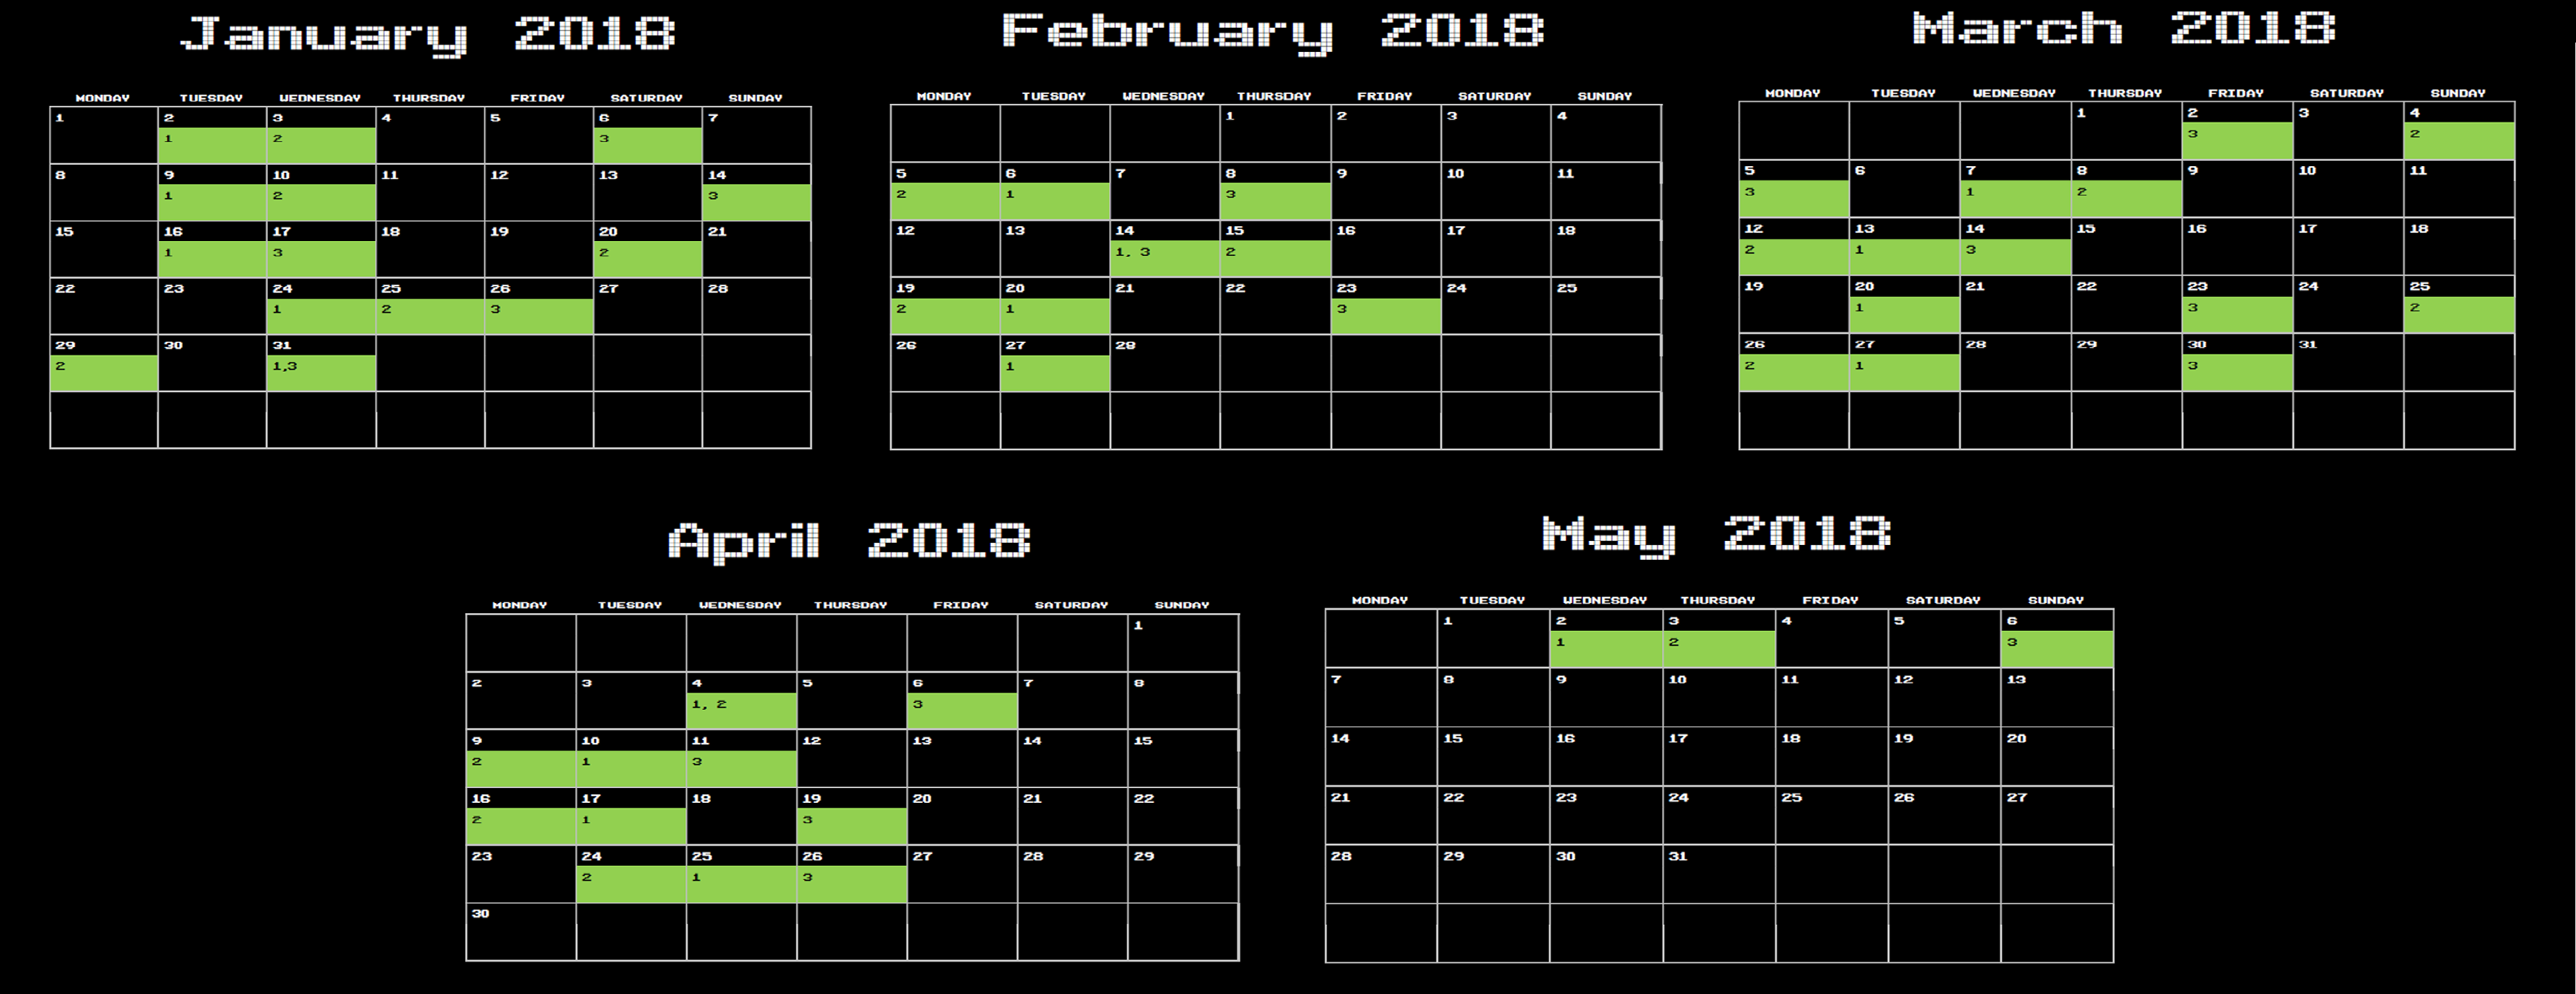 January 2018
MONDAY TUESDAY WEDNESDAY THURSDAY FRIDAY SATURDAY SUNDAY
1 2 3 4 5 6 7
1 2 3
8 9 10 11 12 13 14
1 2 3
15 16 17 18 19 20 21
1 3 2
22 23 24 25 26 27 28
1 2 3
29 30 31
2 1,3
February 2018
MONDAY TUESDAY WEDNESDAY THURSDAY FRIDAY SATURDAY SUNDAY
1 2 3 4
5 6 7 8 9 10 11
2 1 3
12 13 14 15 16 17 18
1, 3 2
19 20 21 22 23 24 25
2 1 3
26 27 28
1
March 2018
MONDAY TUESDAY WEDNESDAY THURSDAY FRIDAY SATURDAY SUNDAY
1 2 3 4
3 2
5 6 7 8 9 10 11
3 1 2
12 13 14 15 16 17 18
2 1 3
19 20 21 22 23 24 25
1 3 2
26 27 28 29 30 31
2 1 3
April 2018
MONDAY TUESDAY WEDNESDAY THURSDAY FRIDAY SATURDAY SUNDAY
1
2 3 4 5 6 7 8
1, 2 3
9 10 11 12 13 14 15
2 1 3
16 17 18 19 20 21 22
2 1 3
23 24 25 26 27 28 29
2 1 3
30
May 2018
MONDAY TUESDAY WEDNESDAY THURSDAY FRIDAY SATURDAY SUNDAY
1 2 3 4 5 6
1 2 3
7 8 9 10 11 12 13
14 15 16 17 18 19 20
21 22 23 24 25 26 27
28 29 30 31